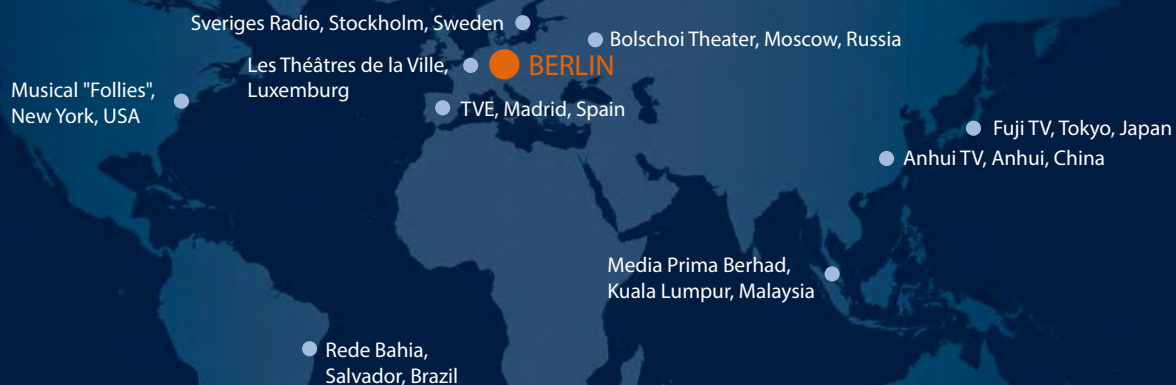 Sveriges Radio, Stockholm, Sweden
Bolschoi Theater, Moscow, Russia
Les Théâtres de la Ville,
Luxemburg
BERLIN
Musical "Follies",
New York, USA
TVE, Madrid, Spain
Fuji TV, Tokyo, Japan
Anhui TV, Anhui, China
Media Prima Berhad,
Kuala Lumpur, Malaysia
Rede Bahia,
Salvador, Brazil